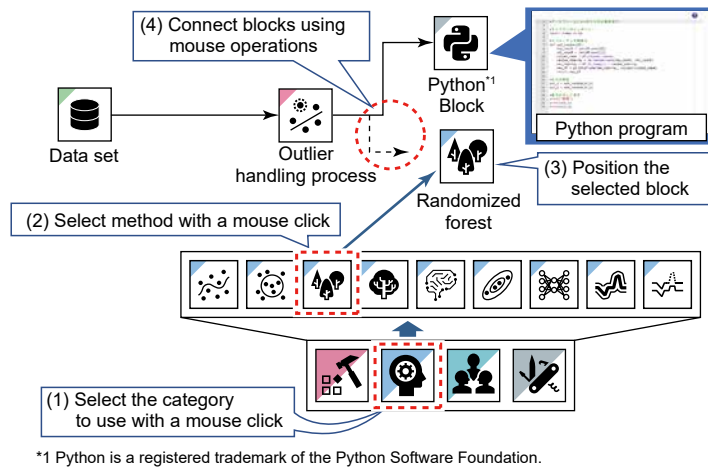 (4) Connect blocks using
mouse operations
Python*1
Block
Python program
Data set
Outlier
handling process
(3) Position the
selected block
Randomized
forest
(2) Select method with a mouse click
(1) Select the category
to use with a mouse click
*1 Python is a registered trademark of the Python Software Foundation.